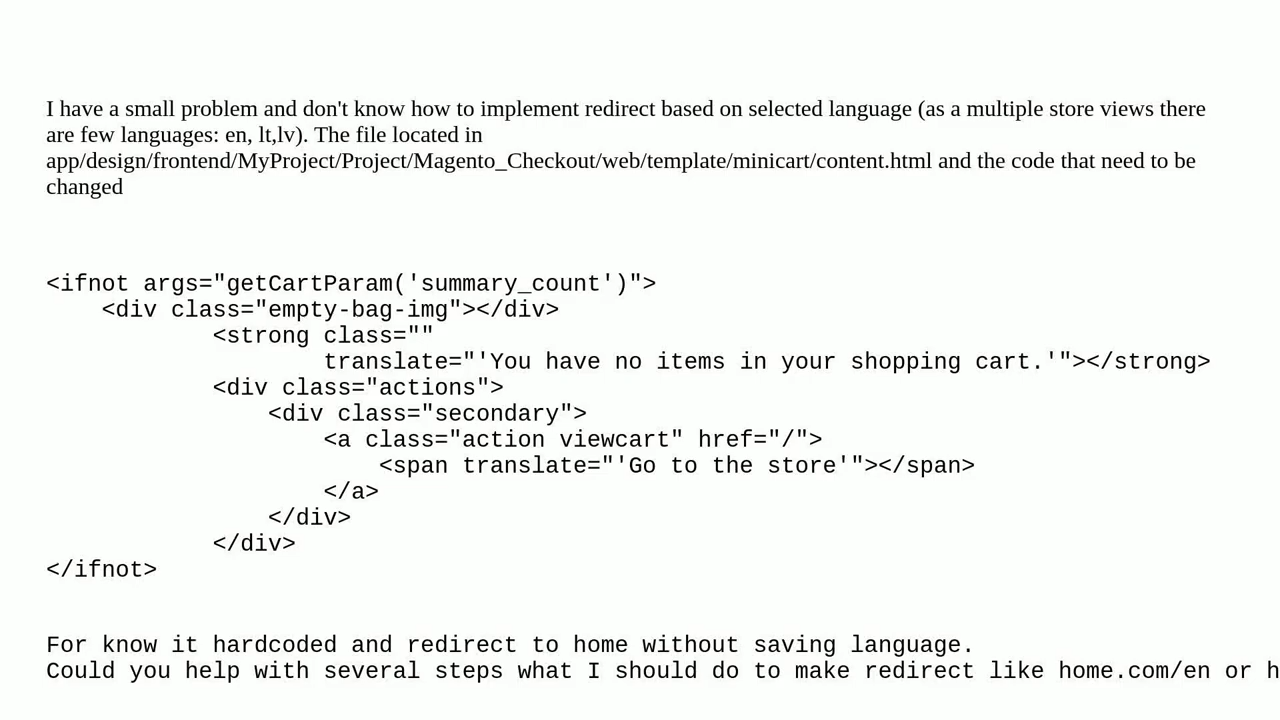 I have a small problem and don't know how to implement redirect based on selected language (as a multiple store views there
are few languages: en, lt,lv). The file located in
app/design/frontend/MyProject/Project/Magento_Checkout/web/template/minicart/content.html and the code that need to be
changed
<ifnot args="getCartParam('summary_count')">
    <div class="empty-bag-img"></div>
            <strong class=""
                    translate="'You have no items in your shopping cart.'"></strong>
            <div class="actions">
                <div class="secondary">
                    <a class="action viewcart" href="/">
                        <span translate="'Go to the store'"></span>
                    </a>
                </div>
            </div>
</ifnot>
For know it hardcoded and redirect to home without saving language.
Could you help with several steps what I should do to make redirect like home.com/en or